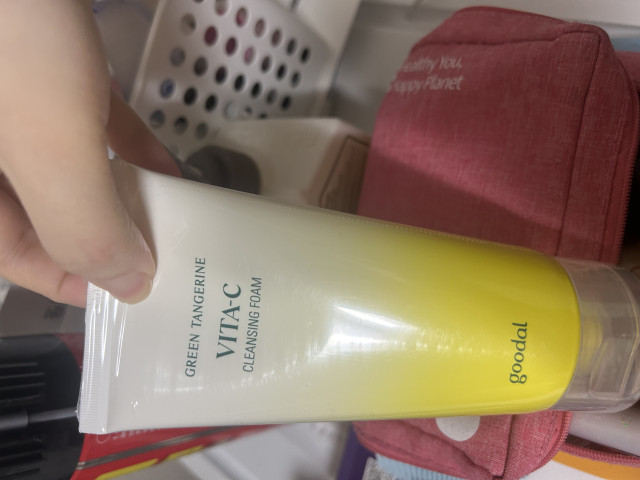 GREEN TANGERINE
VITA-C
CLEANSING FOAM
goodal
Healthy You,
Happy Planet